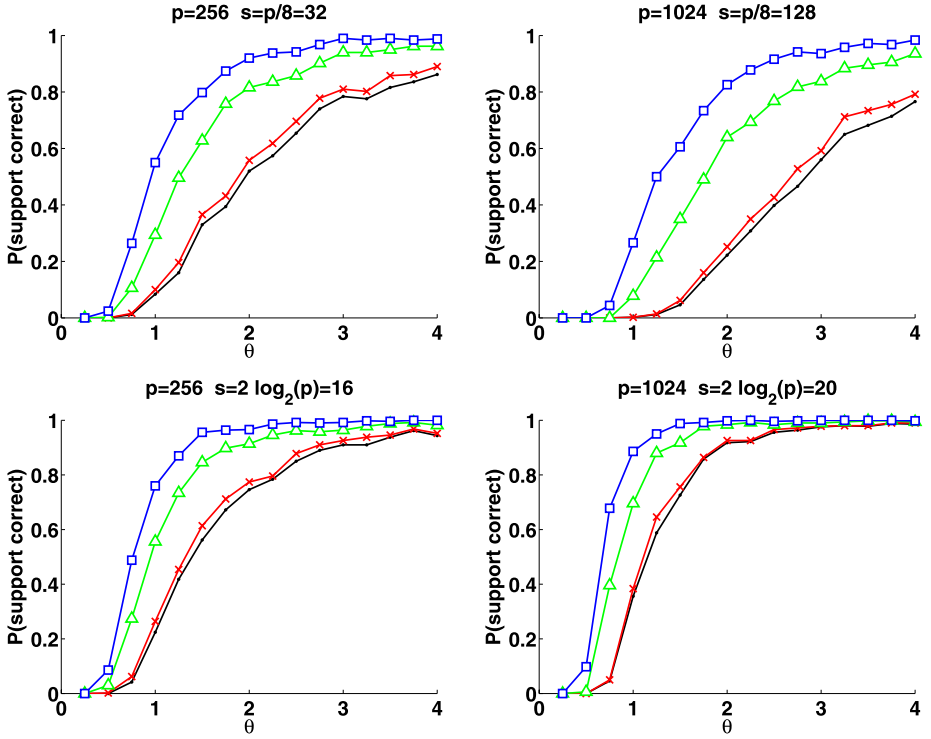 p=256 s=p/8=32
P(support correct)
1
0.8
0.6
0.4
0.2
0
0 1 2 3 4
θ
p=1024 s=p/8=128
P(support correct)
1
0.8
0.6
0.4
0.2
0
0 1 2 3 4
θ
p=256 s=2 log2(p)=16
P(support correct)
1
0.8
0.6
0.4
0.2
0
0 1 2 3 4
θ
p=1024 s=2 log2(p)=20
P(support correct)
1
0.8
0.6
0.4
0.2
0
0 1 2 3 4
θ